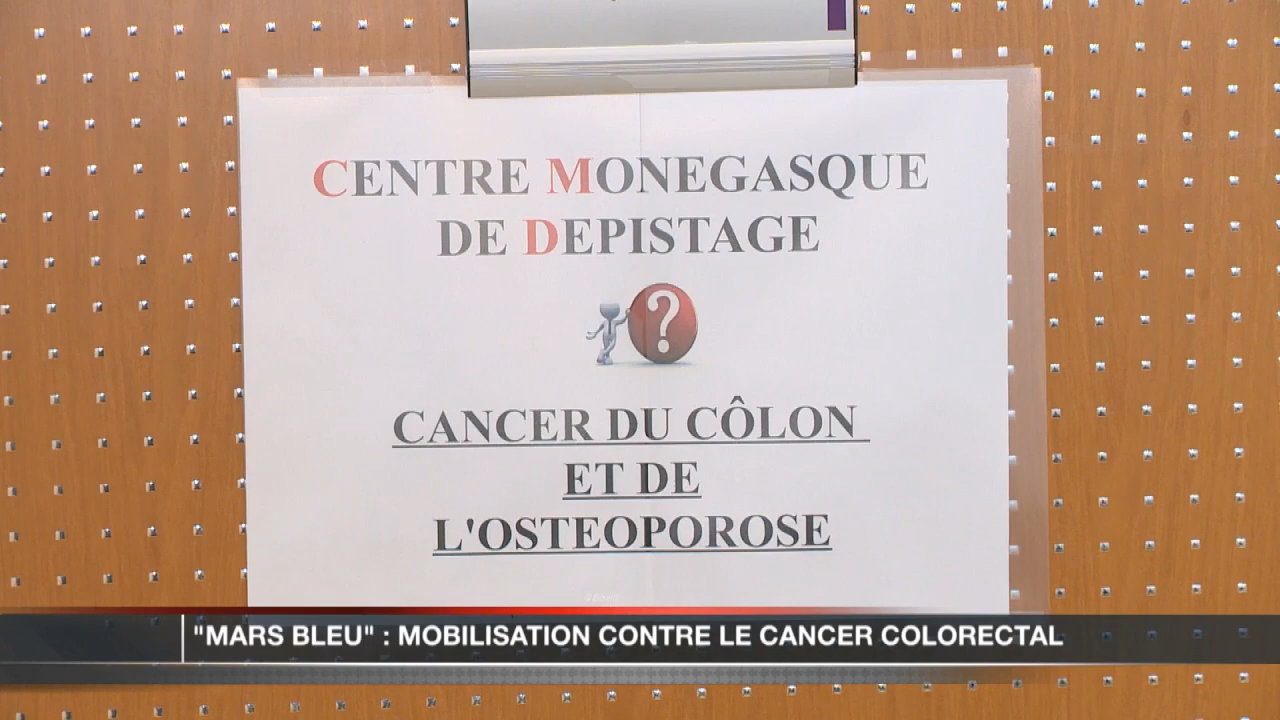 CENTRE MONEGASQUE
DE DEPISTAGE
?
CANCER DU CÔLON
ET DE
L'OSTEOPOROSE
"MARS BLEU" : MOBILISATION CONTRE LE CANCER COLORECTAL